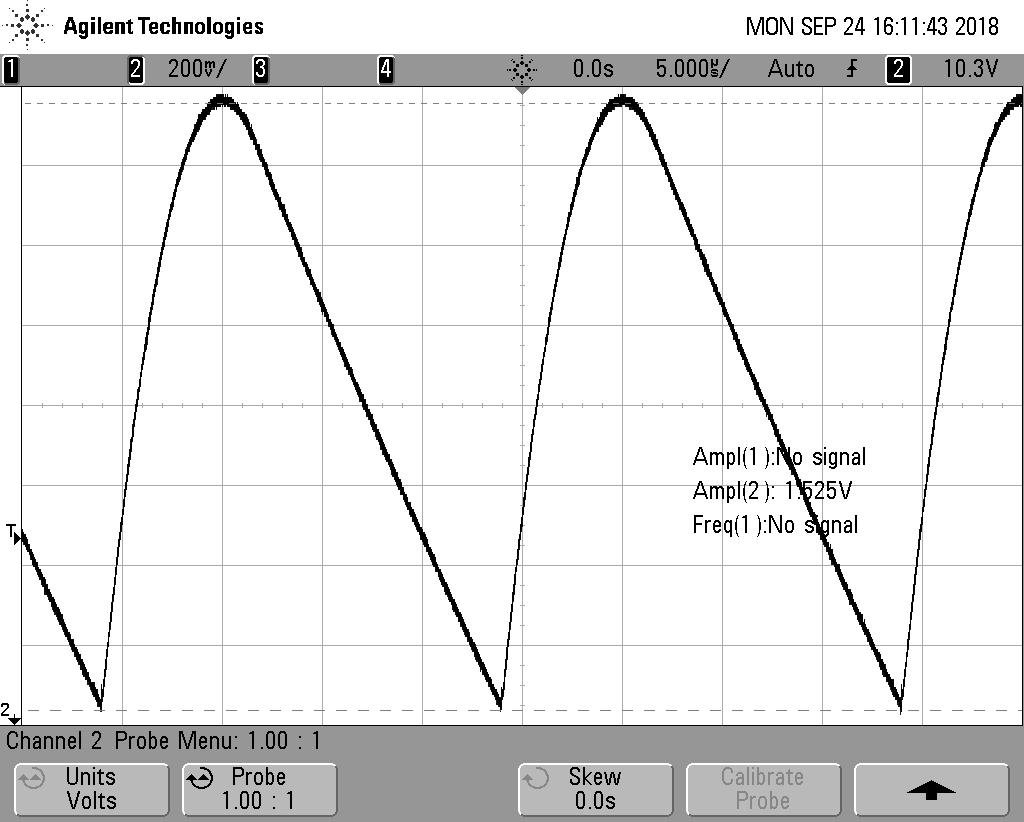 Agilent Technologies MON SEP 24 16:11:43 2018
1 2 200mV/ 3 4 0.0s 5.000µs/ Auto 2 10.3V
Ampl(1):No signal
Ampl(2): 1.525V
T
Freq(1):No signal
2
Channel 2 Probe Menu: 1.00 : 1
Units Probe Skew Calibrate
Volts 1.00 : 1 0.0s Probe